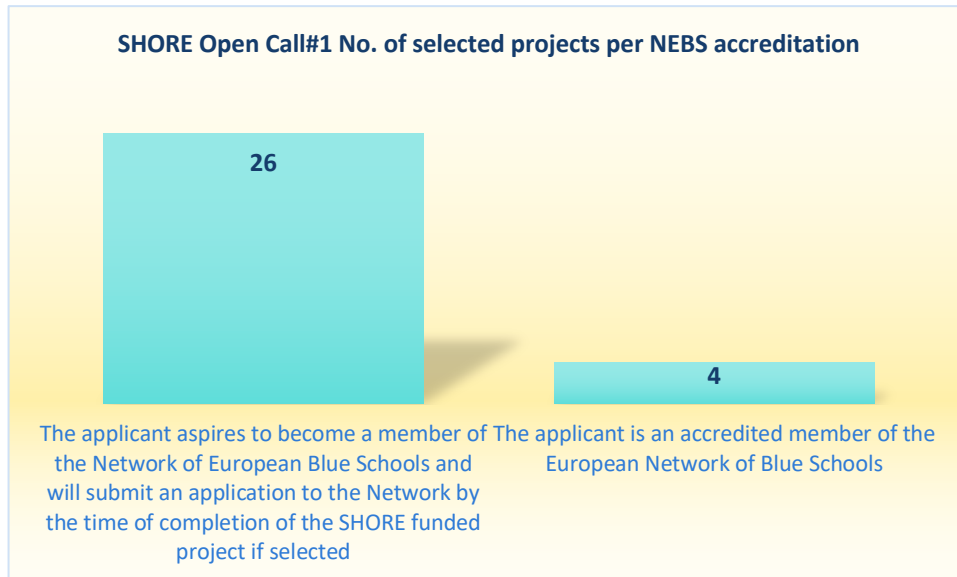 SHORE Open Call#1 No. of selected projects per NEBS accreditation
26
4
The applicant aspires to become a member of
the Network of European Blue Schools and
will submit an application to the Network by
the time of completion of the SHORE funded
project if selected
The applicant is an accredited member of the
European Network of Blue Schools